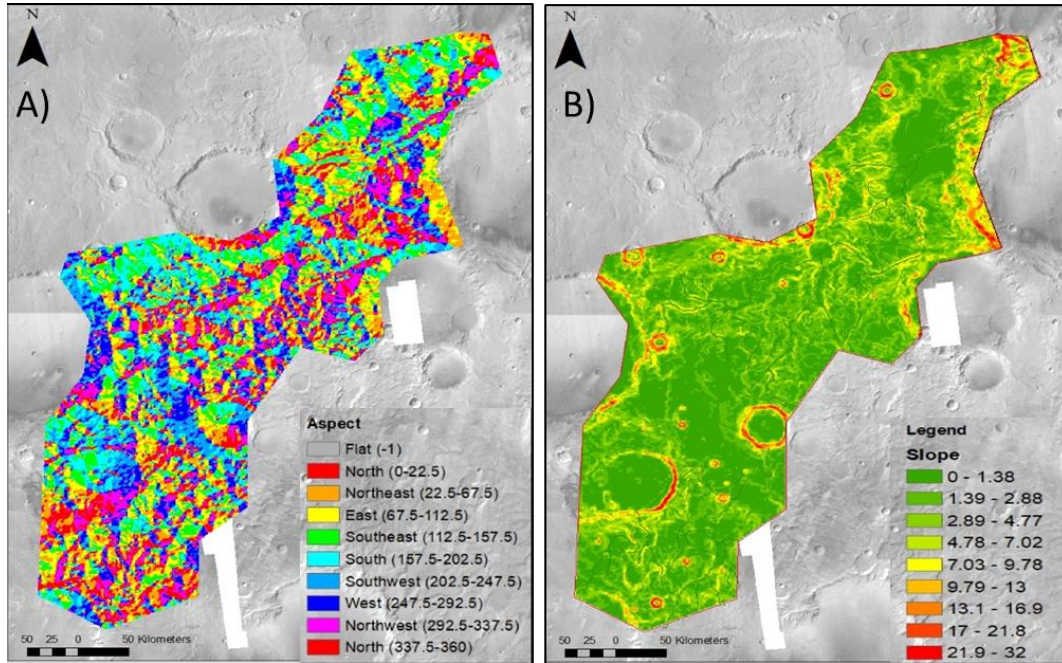 N
A)
Aspect
Flat (-1)
North (0-22.5)
Northeast (22.5-67.5)
East (67.5-112.5)
Southeast (112.5-157.5)
South (157.5-202.5)
Southwest (202.5-247.5)
West (247.5-292.5)
Northwest (292.5-337.5)
North (337.5-360)
50 25 0 50 Kilometers
N
B)
Legend
Slope
0 - 1.38
1.39 - 2.88
2.89 - 4.77
4.78 - 7.02
7.03 - 9.78
9.79 - 13
13.1 - 16.9
17 - 21.8
21.9 - 32
50 25 0 50 Kilometers